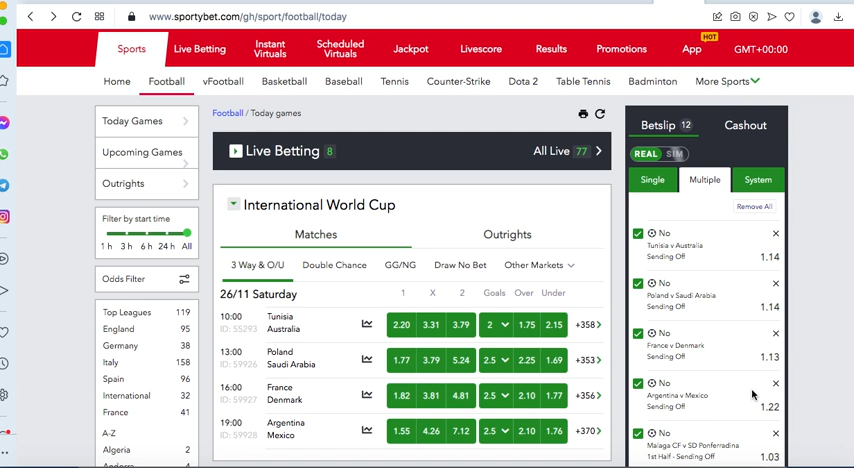 www.sportybet.com/gh/sport/football/today
Sports
Live Betting
Instant Virtuals
Scheduled Virtuals
Jackpot
Livescore
Results
Promotions
App
HOT
GMT+00:00
Home
Football
vFootball
Basketball
Baseball
Tennis
Counter-Strike
Dota 2
Table Tennis
Badminton
More Sports
Today Games
Upcoming Games
Outrights
Filter by start time
1 h 3 h 6 h 24 h All
Odds Filter
Top Leagues 119
England 95
Germany 38
Italy 158
Spain 96
International 32
France 41
A-Z
Algeria 2
Football / Today games
Live Betting 8
All Live 77
International World Cup
Matches
Outrights
3 Way & O/U
Double Chance
GG/NG
Draw No Bet
Other Markets
26/11 Saturday
1 X 2 Goals Over Under
10:00 Tunisia
ID: 55293 Australia
2.20 3.31 3.79 2 1.75 2.15 +358
13:00 Poland
ID: 59926 Saudi Arabia
1.77 3.79 5.24 2.5 2.25 1.69 +353
16:00 France
ID: 59927 Denmark
1.82 3.81 4.81 2.5 2.10 1.77 +356
19:00 Argentina
ID: 59928 Mexico
1.55 4.26 7.12 2.5 2.10 1.76 +370
Betslip 12
Cashout
REAL SIM
Single
Multiple
System
Remove All
No
Tunisia v Australia
Sending Off 1.14
No
Poland v Saudi Arabia
Sending Off 1.14
No
France v Denmark
Sending Off 1.13
No
Argentina v Mexico
Sending Off 1.22
No
Malaga CF v SD Ponferradina
1st Half - Sending Off 1.03